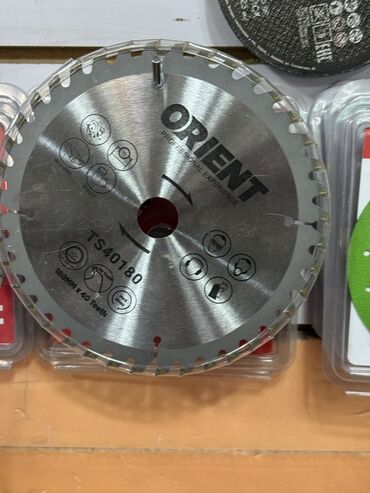 ORIENT
PROFESSIONAL EXPERIENCE
TS40180
180MM X 40 Teeth